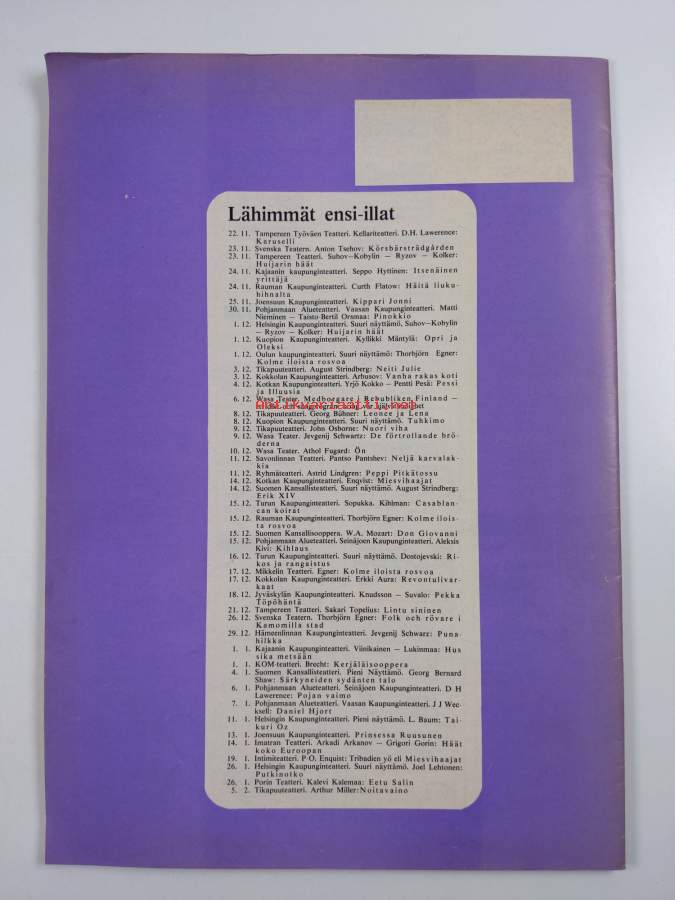 Lähimmät ensi-illat
22. 11. Tampereen Työväen Teatteri. Kellariteatteri. D.H. Lawerence:
Karuselli
23. 11. Svenska Teatern. Anton Tsehov: Körsbärsträdgården
23. 11. Tampereen Teatteri. Suhov—Kobylin — Ryzov — Kolker:
Huijarin häät
24. 11. Kajaanin kaupunginteatteri. Seppo Hyttinen: Itsenäinen
yrittäjä
24. 11. Rauman Kaupunginteatteri. Curth Flatow: Häitä liuku-
hihnalta
25. 11. Joensuun Kaupunginteatteri. Kippari Jonni
30. 11. Pohjanmaan Alueteatteri. Vaasan Kaupunginteatteri. Matti
Nieminen — Taisto-Bertil Orsmaa: Pinokkio
1. 12. Helsingin Kaupunginteatteri. Suuri näyttämö, Suhov—Kobylin
— Ryzov — Kolker: Huijarin häät
1. 12. Kuopion Kaupunginteatteri. Kyllikki Mäntylä: Opri ja
Oleksi
1. 12. Oulun kaupunginteatteri. Suuri näyttämö: Thorbjörn Egner:
Kolme iloista rosvoa
3. 12. Tikapuuteatteri. August Strindberg: Neiti Julie
3. 12. Kokkolan Kaupunginteatteri. Arbusov: Vanha rakas koti
4. 12. Kotkan Kaupunginteatteri. Yrjö Kokko — Pentti Pesä: Pessi
ja Illuusia
6. 12. Wasa Teater. Medborgare i Republiken Finland —
Antikvariaatti.net
8. 12. Tikapuuteatteri. Georg Bühner: Leonce ja Lena
8. 12. Kuopion Kaupunginteatteri. Suuri näyttämö. Tuhkimo
9. 12. Tikapuuteatteri. John Osborne: Nuori viha
9. 12. Wasa Teater. Jevgenij Schwartz: De förtrollande brö-
derna
10. 12. Wasa Teater. Athol Fugard: Ön
11. 12. Savonlinnan Teatteri. Pantso Pantshev: Neljä karvalak-
kia
11. 12. Ryhmäteatteri. Astrid Lindgren: Peppi Pitkätossu
14. 12. Kotkan Kaupunginteatteri. Enqvist: Miesvihaajat
14. 12. Suomen Kansallisteatteri. Suuri näyttämö. August Strindberg:
Erik XIV
15. 12. Turun Kaupunginteatteri. Sopukka. Kihlman: Casablan-
can koirat
15. 12. Rauman Kaupunginteatteri. Thorbjörn Egner: Kolme ilois-
ta rosvoa
15. 12. Suomen Kansallisooppera. W.A. Mozart: Don Giovanni
15. 12. Pohjanmaan Alueteatteri. Seinäjoen Kaupunginteatteri. Aleksis
Kivi: Kihlaus
16. 12. Turun Kaupunginteatteri. Suuri näyttämö. Dostojevski: Ri-
kos ja rangaistus
17. 12. Mikkelin Teatteri. Egner: Kolme iloista rosvoa
17. 12. Kokkolan Kaupunginteatteri. Erkki Aura: Revontulivar-
kaat
18. 12. Jyväskylän Kaupunginteatteri. Knudsson — Suvalo: Pekka
Töpöhäntä
21. 12. Tampereen Teatteri. Sakari Topelius: Lintu sininen
26. 12. Svenska Teatern. Thorbjörn Egner: Folk och rövare i
Kamomilla stad
29. 12. Hämeenlinnan Kaupunginteatteri. Jevgenij Schwarz: Puna-
hilkka
1. 1. Kajaanin Kaupunginteatteri. Viinikainen — Lukinmaa: Hus
sika metsään
1. 1. KOM-teatteri. Brecht: Kerjäläisooppera
4. 1. Suomen Kansallisteatteri. Pieni Näyttämö. Georg Bernard
Shaw: Särkyneiden sydänten talo
6. 1. Pohjanmaan Alueteatteri. Seinäjoen Kaupunginteatteri. D H
Lawerence: Pojan vaimo
7. 1. Pohjanmaan Alueteatteri. Vaasan Kaupunginteatteri. J J Wec-
ksell: Daniel Hjort
11. 1. Helsingin Kaupunginteatteri. Pieni näyttämö. L. Baum: Tai-
kuri Oz
13. 1. Joensuun Kaupunginteatteri. Prinsessa Ruusunen
14. 1. Imatran Teatteri. Arkadi Arkanov — Grigori Gorin: Häät
koko Euroopan
19. 1. Intimiteatteri. P-O. Enquist: Tribadien yö eli Miesvihaajat
26. 1. Helsingin Kaupunginteatteri. Suuri näyttämö. Joel Lehtonen:
Putkinotko
26. 1. Porin Teatteri. Kalevi Kalemaa: Eetu Salin
5. 2. Tikapuuteatteri. Arthur Miller: Noitavaino